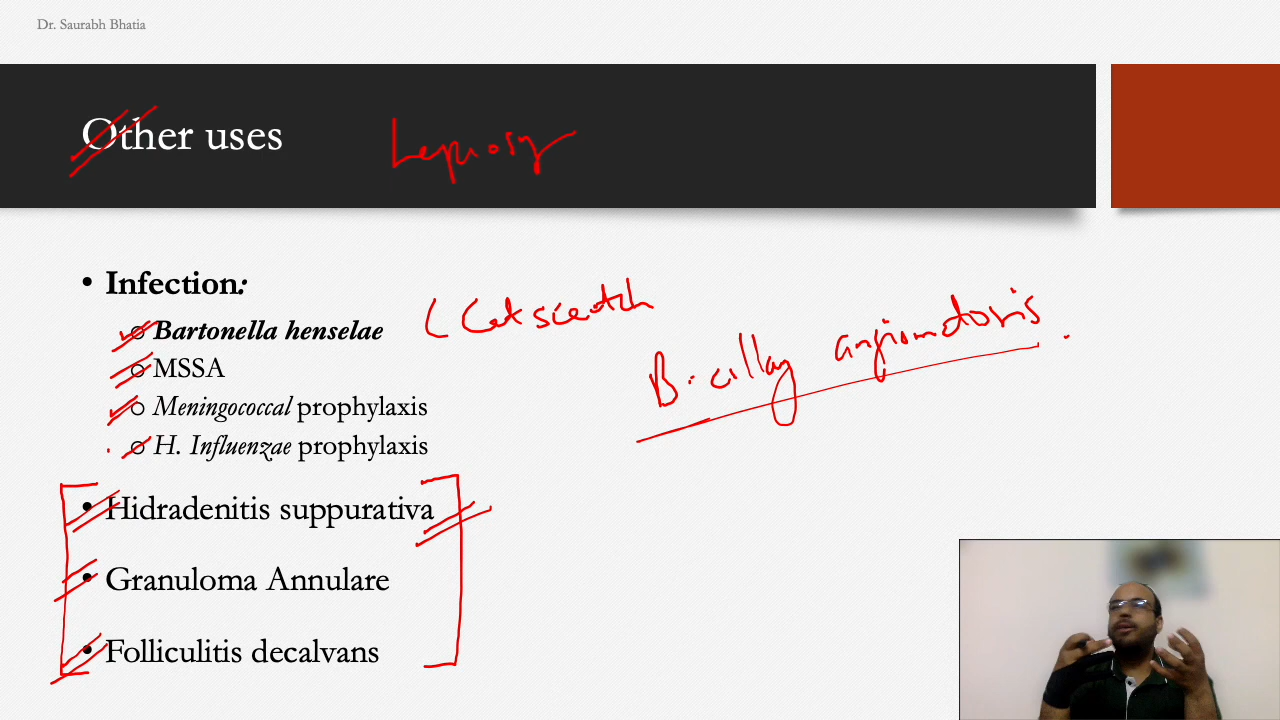 Dr. Saurabh Bhatia
Other uses
Leprosy
• Infection:
o Bartonella henselae
(Cat scratch
o MSSA
Bacillary angiomatosis
o Meningococcal prophylaxis
o H. Influenzae prophylaxis
• Hidradenitis suppurativa
• Granuloma Annulare
• Folliculitis decalvans